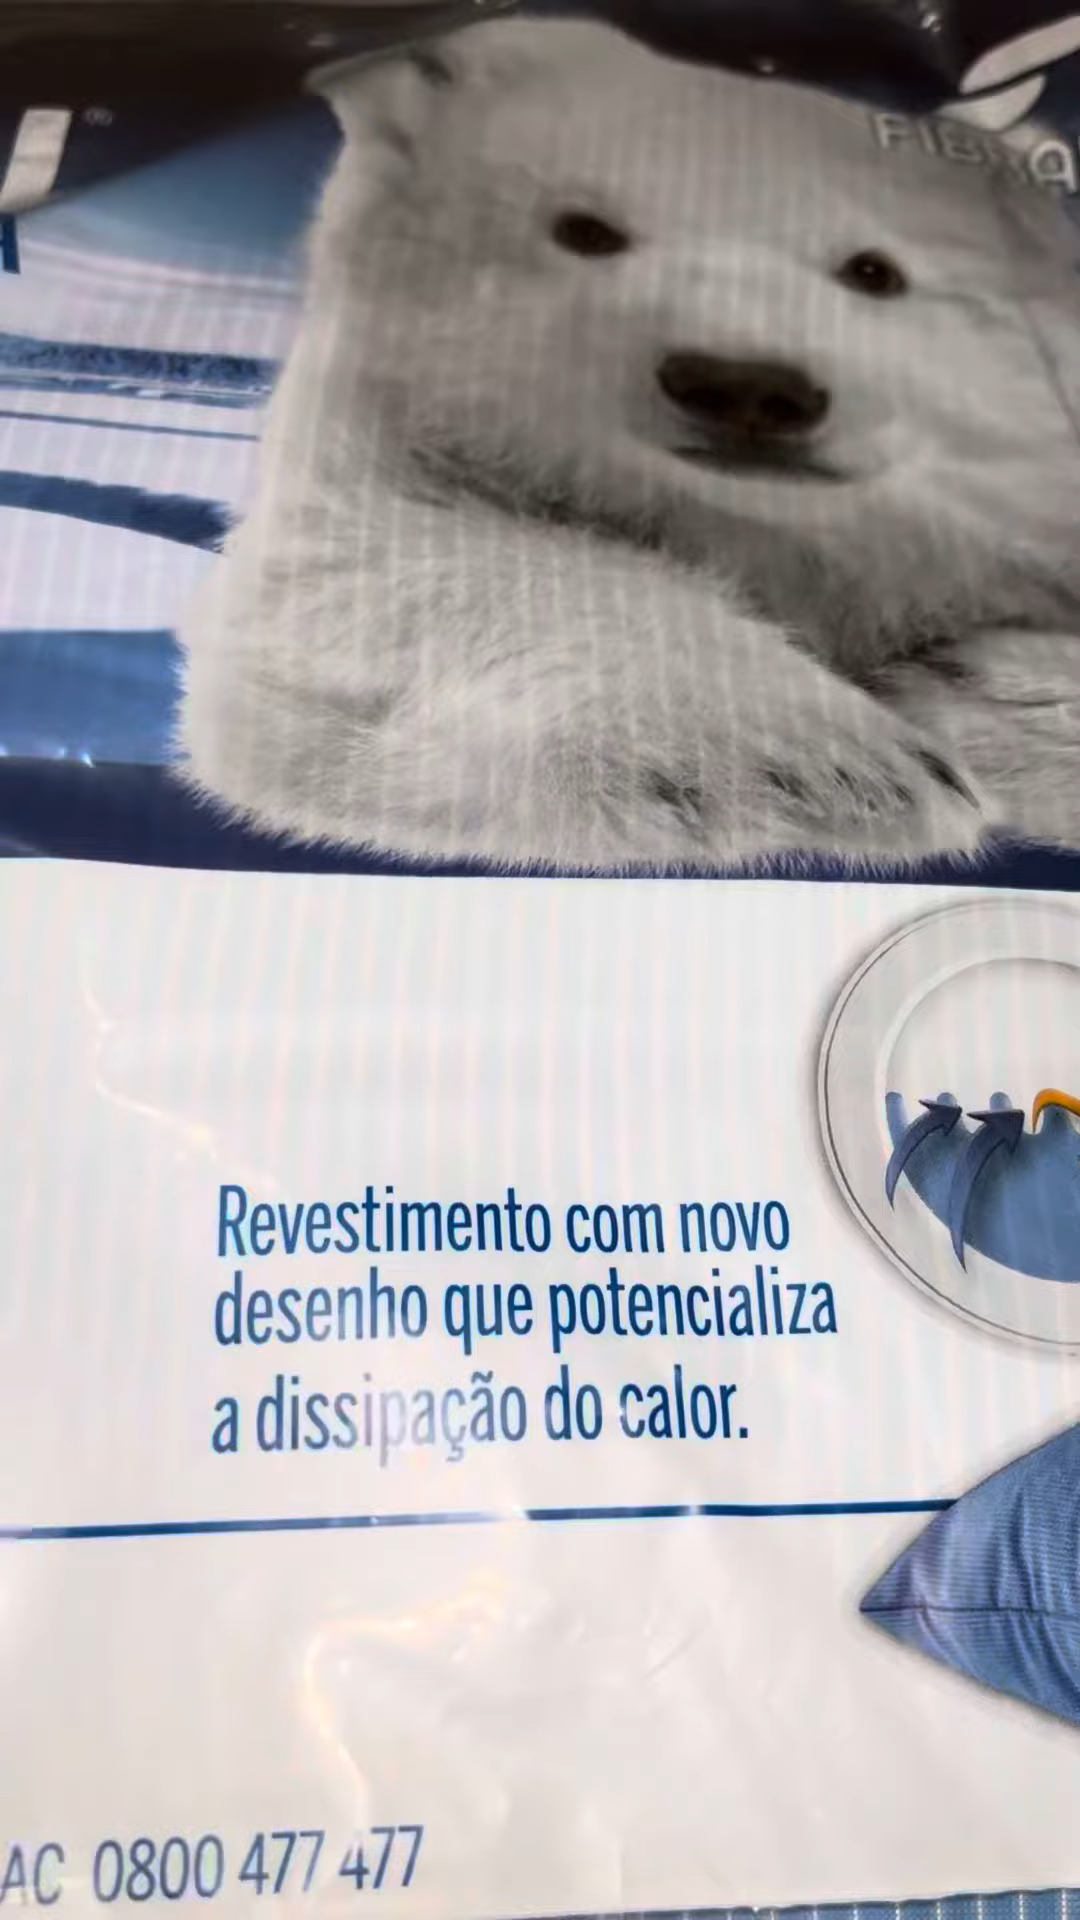 Revestimento com novo
desenho que potencializa
a dissipação do calor.
AC 0800 477 477